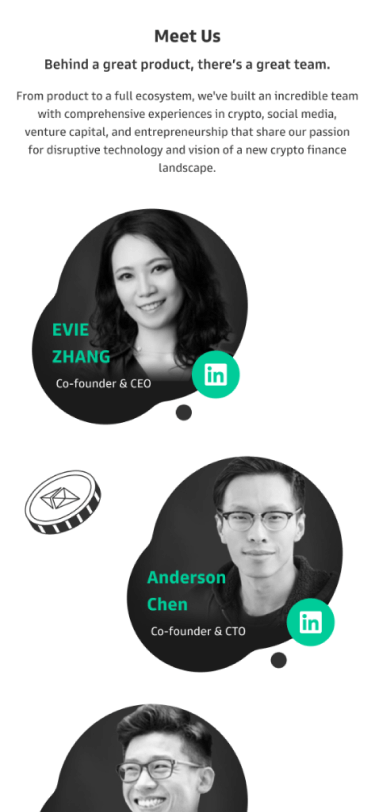 Meet Us
Behind a great product, there's a great team.
From product to a full ecosystem, we've built an incredible team
with comprehensive experiences in crypto, social media,
venture capital, and entrepreneurship that share our passion
for disruptive technology and vision of a new crypto finance
landscape.
EVIE
ZHANG
Co-founder & CEO
in
Anderson
Chen
Co-founder & CTO
in